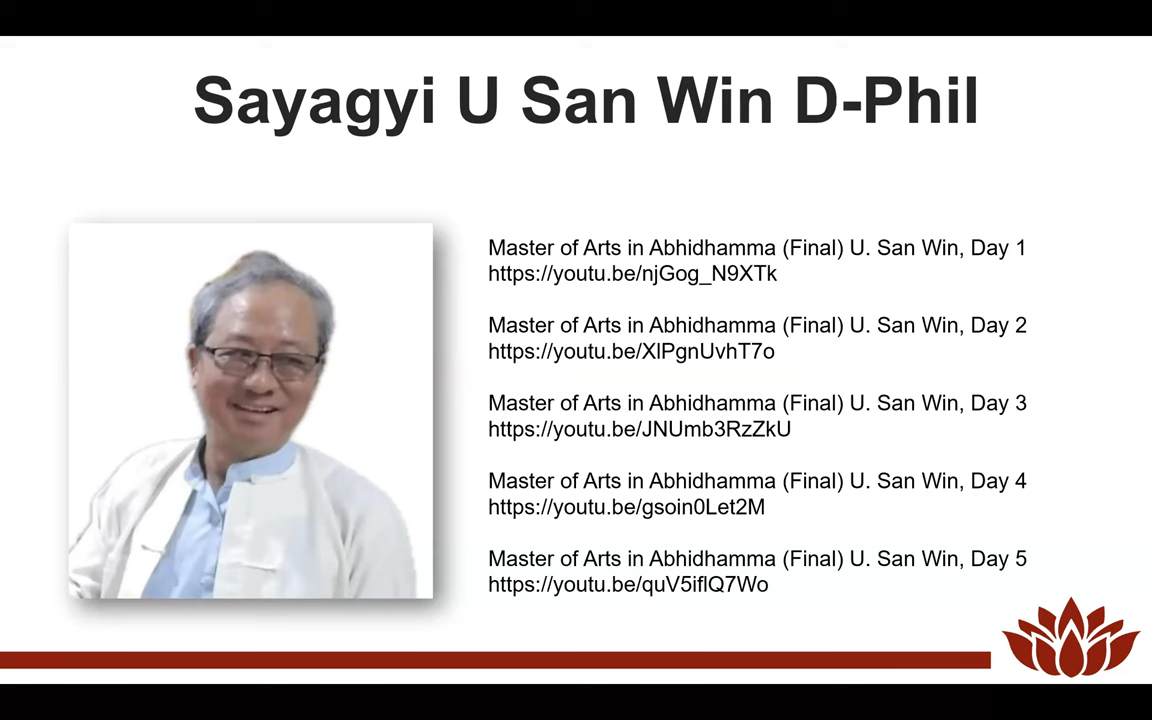 Sayagyi U San Win D-Phil
Master of Arts in Abhidhamma (Final) U. San Win, Day 1
https://youtu.be/njGog_N9XTk
Master of Arts in Abhidhamma (Final) U. San Win, Day 2
https://youtu.be/XlPgnUvhT7o
Master of Arts in Abhidhamma (Final) U. San Win, Day 3
https://youtu.be/JNUmb3RzZkU
Master of Arts in Abhidhamma (Final) U. San Win, Day 4
https://youtu.be/gsoin0Let2M
Master of Arts in Abhidhamma (Final) U. San Win, Day 5
https://youtu.be/quV5iflQ7Wo